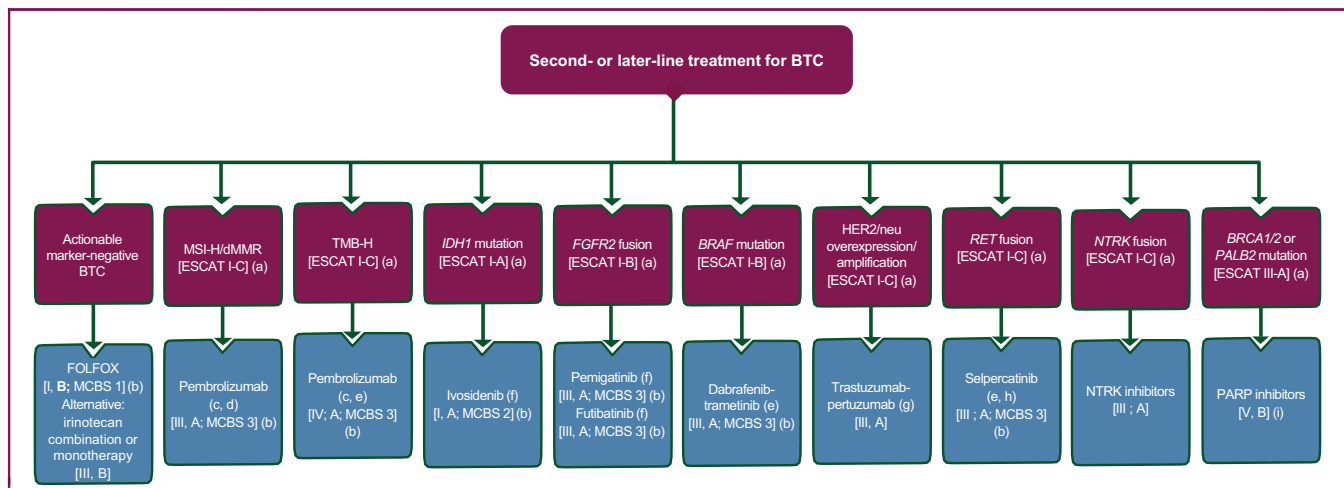 Second- or later-line treatment for BTC
Actionable
marker-negative
BTC
MSI-H/dMMR
[ESCAT I-C] (a)
TMB-H
[ESCAT I-C] (a)
IDH1 mutation
[ESCAT I-A] (a)
FGFR2 fusion
[ESCAT I-B] (a)
BRAF mutation
[ESCAT I-B] (a)
HER2/neu
overexpression/
amplification
[ESCAT I-C] (a)
RET fusion
[ESCAT I-C] (a)
NTRK fusion
[ESCAT I-C] (a)
BRCA1/2 or
PALB2 mutation
[ESCAT III-A] (a)
FOLFOX
[I, B; MCBS 1] (b)
Alternative:
irinotecan
combination or
monotherapy
[III, B]
Pembrolizumab
(c, d)
[III, A; MCBS 3] (b)
Pembrolizumab
(c, e)
[IV; A; MCBS 3]
(b)
Ivosidenib (f)
[I, A; MCBS 2] (b)
Pemigatinib (f)
[III, A; MCBS 3] (b)
Futibatinib (f)
[III, A; MCBS 3] (b)
Dabrafenib-
trametinib (e)
[III, A; MCBS 3] (b)
Trastuzumab-
pertuzumab (g)
[III, A]
Selpercatinib
(e, h)
[III ; A; MCBS 3]
(b)
NTRK inhibitors
[III ; A]
PARP inhibitors
[V, B] (i)